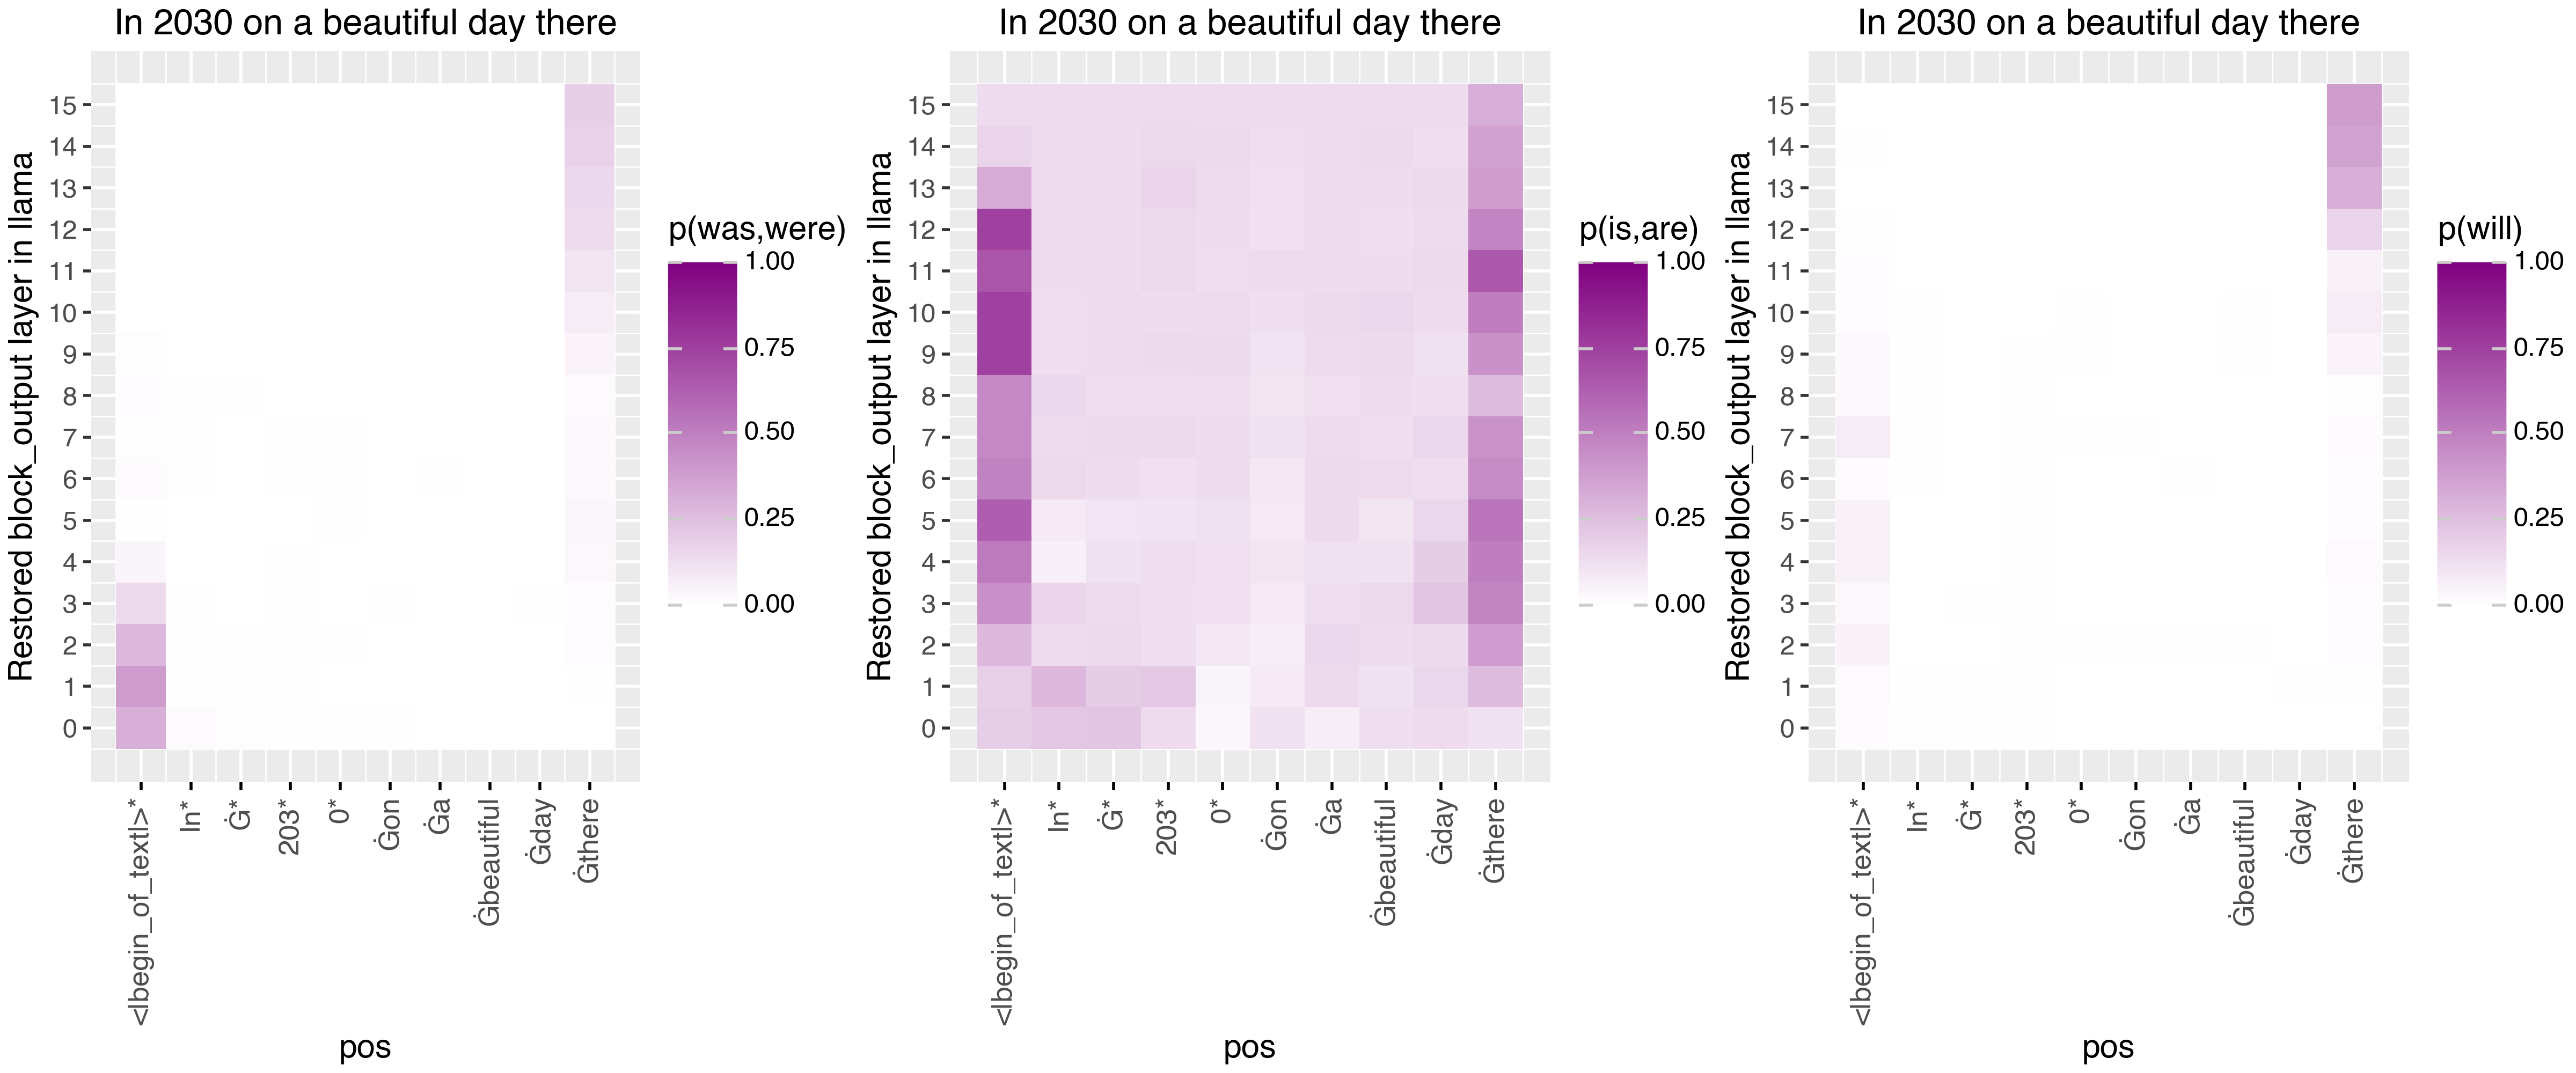 In 2030 on a beautiful day there
Restored block_output layer in llama
15
14
13
12
11
10
9
8
7
6
5
4
3
2
1
0
<|begin_of_text|>*
In*
Ġ*
203*
0*
Ġon
Ġa
Ġbeautiful
Ġday
Ġthere
pos
p(was,were)
1.00
0.75
0.50
0.25
0.00
In 2030 on a beautiful day there
Restored block_output layer in llama
15
14
13
12
11
10
9
8
7
6
5
4
3
2
1
0
<|begin_of_text|>*
In*
Ġ*
203*
0*
Ġon
Ġa
Ġbeautiful
Ġday
Ġthere
pos
p(is,are)
1.00
0.75
0.50
0.25
0.00
In 2030 on a beautiful day there
Restored block_output layer in llama
15
14
13
12
11
10
9
8
7
6
5
4
3
2
1
0
<|begin_of_text|>*
In*
Ġ*
203*
0*
Ġon
Ġa
Ġbeautiful
Ġday
Ġthere
pos
p(will)
1.00
0.75
0.50
0.25
0.00